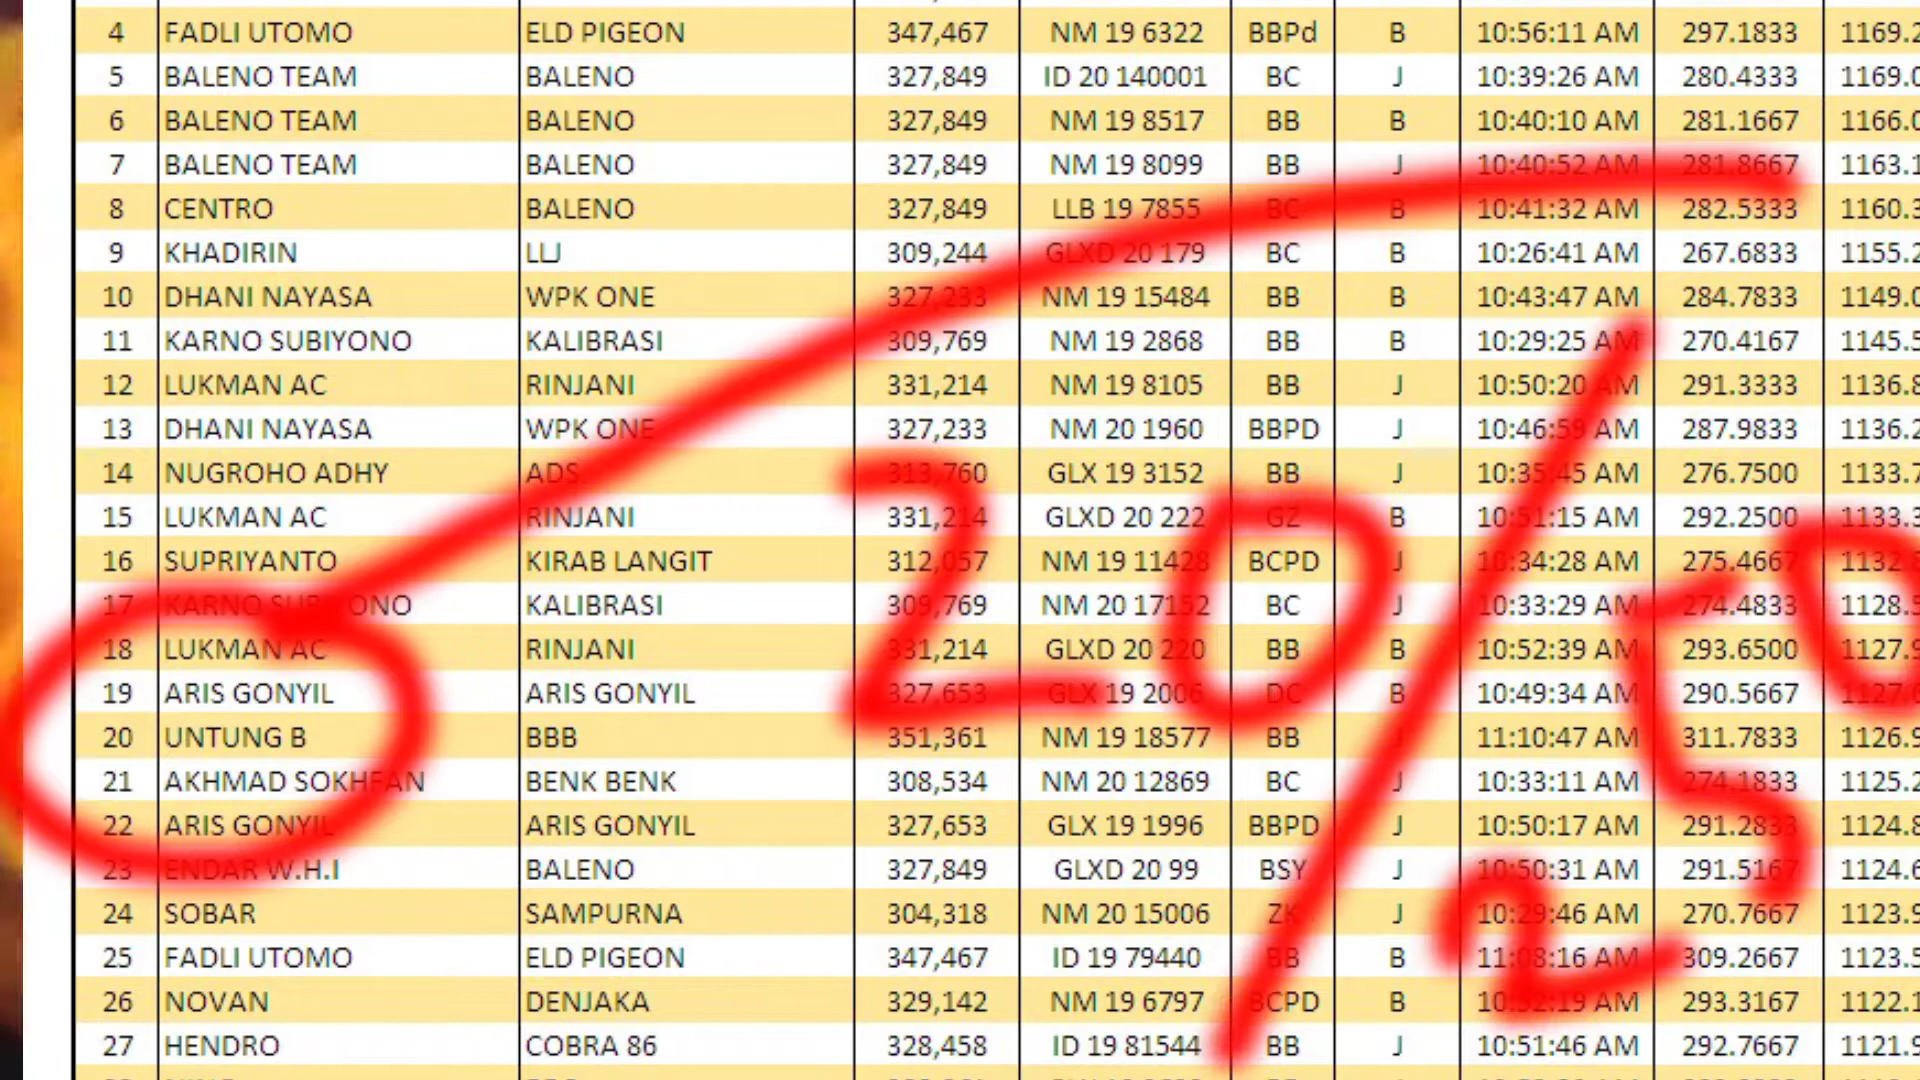 4 FADLI UTOMO ELD PIGEON 347,467 NM 19 6322 BBPd B 10:56:11 AM 297.1833 1169.2
5 BALENO TEAM BALENO 327,849 ID 20 140001 BC J 10:39:26 AM 280.4333 1169.0
6 BALENO TEAM BALENO 327,849 NM 19 8517 BB B 10:40:10 AM 281.1667 1166.0
7 BALENO TEAM BALENO 327,849 NM 19 8099 BB J 10:40:52 AM 281.8667 1163.1
8 CENTRO BALENO 327,849 LLB 19 7855 BC B 10:41:32 AM 282.5333 1160.3
9 KHADIRIN LLJ 309,244 GLXD 20 179 BC B 10:26:41 AM 267.6833 1155.2
10 DHANI NAYASA WPK ONE 327,233 NM 19 15484 BB B 10:43:47 AM 284.7833 1149.0
11 KARNO SUBIYONO KALIBRASI 309,769 NM 19 2868 BB B 10:29:25 AM 270.4167 1145.5
12 LUKMAN AC RINJANI 331,214 NM 19 8105 BB J 10:50:20 AM 291.3333 1136.8
13 DHANI NAYASA WPK ONE 327,233 NM 20 1960 BBPD J 10:46:59 AM 287.9833 1136.2
14 NUGROHO ADHY ADS 313,760 GLX 19 3152 BB J 10:35:45 AM 276.7500 1133.7
15 LUKMAN AC RINJANI 331,214 GLXD 20 222 GZ B 10:51:15 AM 292.2500 1133.3
16 SUPRIYANTO KIRAB LANGIT 312,057 NM 19 11428 BCPD J 10:34:28 AM 275.4667 1132.8
17 KARNO SUBIYONO KALIBRASI 309,769 NM 20 17152 BC J 10:33:29 AM 274.4833 1128.5
18 LUKMAN AC RINJANI 331,214 GLXD 20 220 BB B 10:52:39 AM 293.6500 1127.9
19 ARIS GONYIL ARIS GONYIL 327,653 GLX 19 2006 DC B 10:49:34 AM 290.5667 1127.6
20 UNTUNG B BBB 351,361 NM 19 18577 BB J 11:10:47 AM 311.7833 1126.9
21 AKHMAD SOKHFAN BENK BENK 308,534 NM 20 12869 BC J 10:33:11 AM 274.1833 1125.2
22 ARIS GONYIL ARIS GONYIL 327,653 GLX 19 1996 BBPD J 10:50:17 AM 291.2833 1124.8
23 ENDAR W.H.I BALENO 327,849 GLXD 20 99 BSY J 10:50:31 AM 291.5167 1124.6
24 SOBAR SAMPURNA 304,318 NM 20 15006 ZK J 10:29:46 AM 270.7667 1123.9
25 FADLI UTOMO ELD PIGEON 347,467 ID 19 79440 BB B 11:08:16 AM 309.2667 1123.5
26 NOVAN DENJAKA 329,142 NM 19 6797 BCPD B 10:52:19 AM 293.3167 1122.1
27 HENDRO COBRA 86 328,458 ID 19 81544 BB J 10:51:46 AM 292.7667 1121.9
20/250